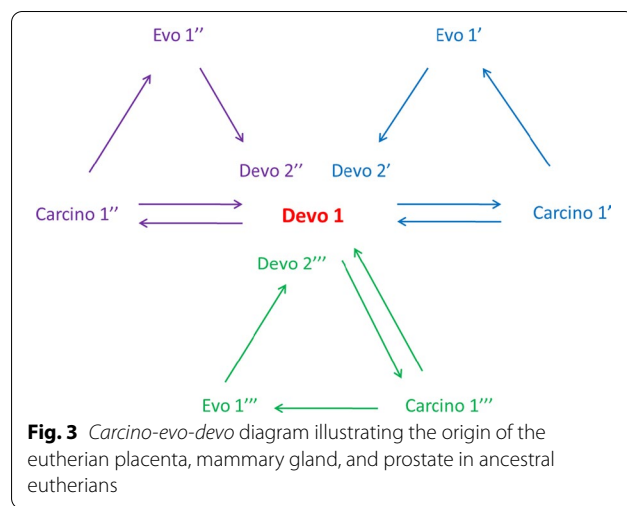 Evo 1′′
Evo 1′
Devo 2′′
Devo 2′
Carcino 1′′
Devo 1
Carcino 1′
Devo 2′′′
Evo 1′′′
Carcino 1′′′
Fig. 3 Carcino-evo-devo diagram illustrating the origin of the
eutherian placenta, mammary gland, and prostate in ancestral
eutherians